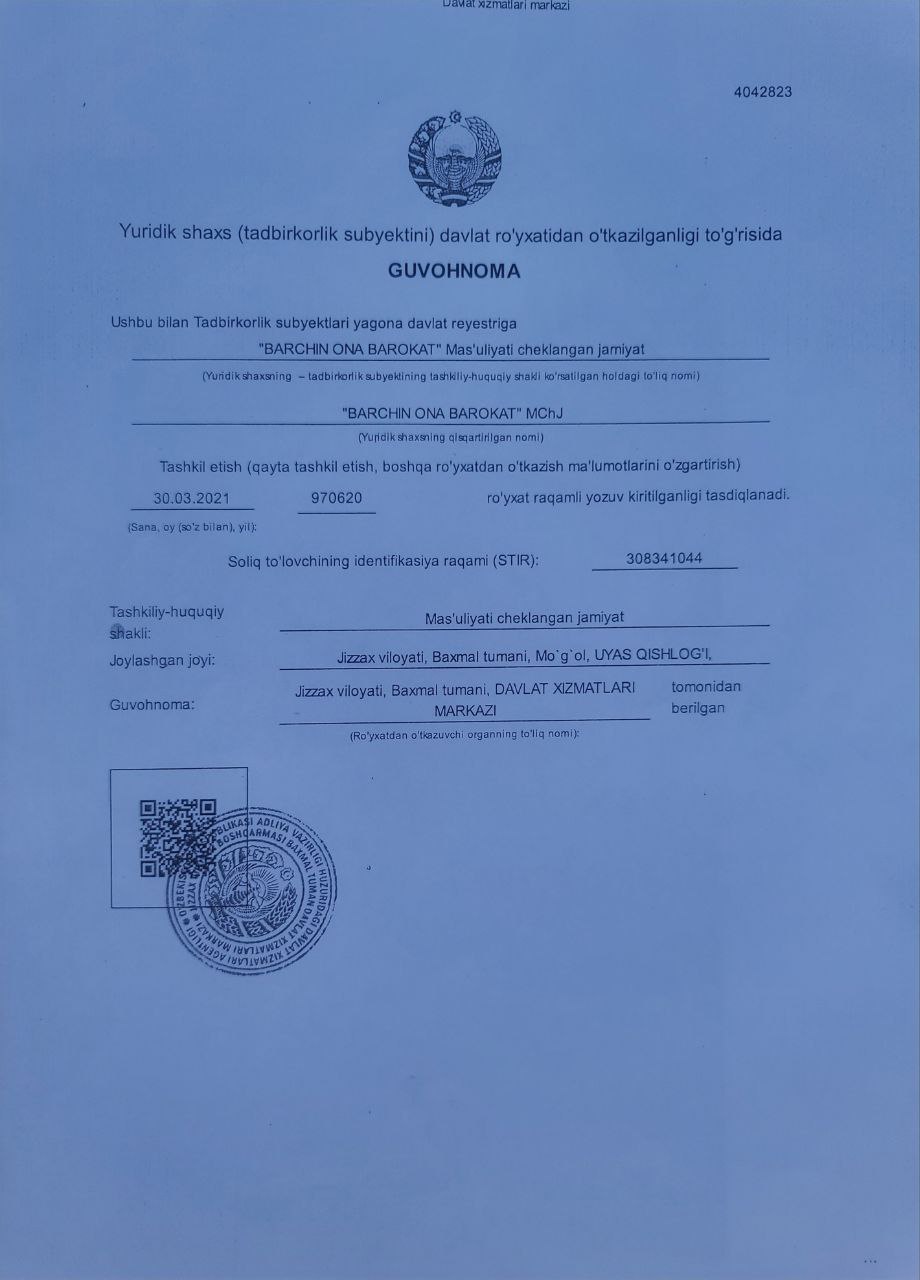 Davlat xizmatlari markazi
4042823
Yuridik shaxs (tadbirkorlik subyektini) davlat ro'yxatidan o'tkazilganligi to'g'risida
GUVOHNOMA
Ushbu bilan Tadbirkorlik subyektlari yagona davlat reyestriga
"BARCHIN ONA BAROKAT" Mas'uliyati cheklangan jamiyat
(Yuridik shaxsning – tadbirkorlik subyektining tashkiliy-huquqiy shakli ko'rsatilgan holdagi to'liq nomi)
"BARCHIN ONA BAROKAT" MChJ
(Yuridik shaxsning qisqartirilgan nomi)
Tashkil etish (qayta tashkil etish, boshqa ro'yxatdan o'tkazish ma'lumotlarini o'zgartirish)
30.03.2021 970620 ro'yxat raqamli yozuv kiritilganligi tasdiqlanadi.
(Sana, oy (so'z bilan), yil):
Soliq to'lovchining identifikasiya raqami (STIR): 308341044
Tashkiliy-huquqiy
shakli: Mas'uliyati cheklangan jamiyat
Joylashgan joyi: Jizzax viloyati, Baxmal tumani, Mo`g`ol, UYAS QISHLOG'I,
Guvohnoma: Jizzax viloyati, Baxmal tumani, DAVLAT XIZMATLARI tomonidan
MARKAZI berilgan
(Ro'yxatdan o'tkazuvchi organning to'liq nomi):
BLIKASI ADLIYA VAZIRLIGI HUZURIDAGI DAVLAT XIZMATLARI AGENTLIGI O'ZBEKIS
BOSHQARMASI BAXMAL TUMAN DAVLAT XIZMATLARI MARKAZI JIZZAX